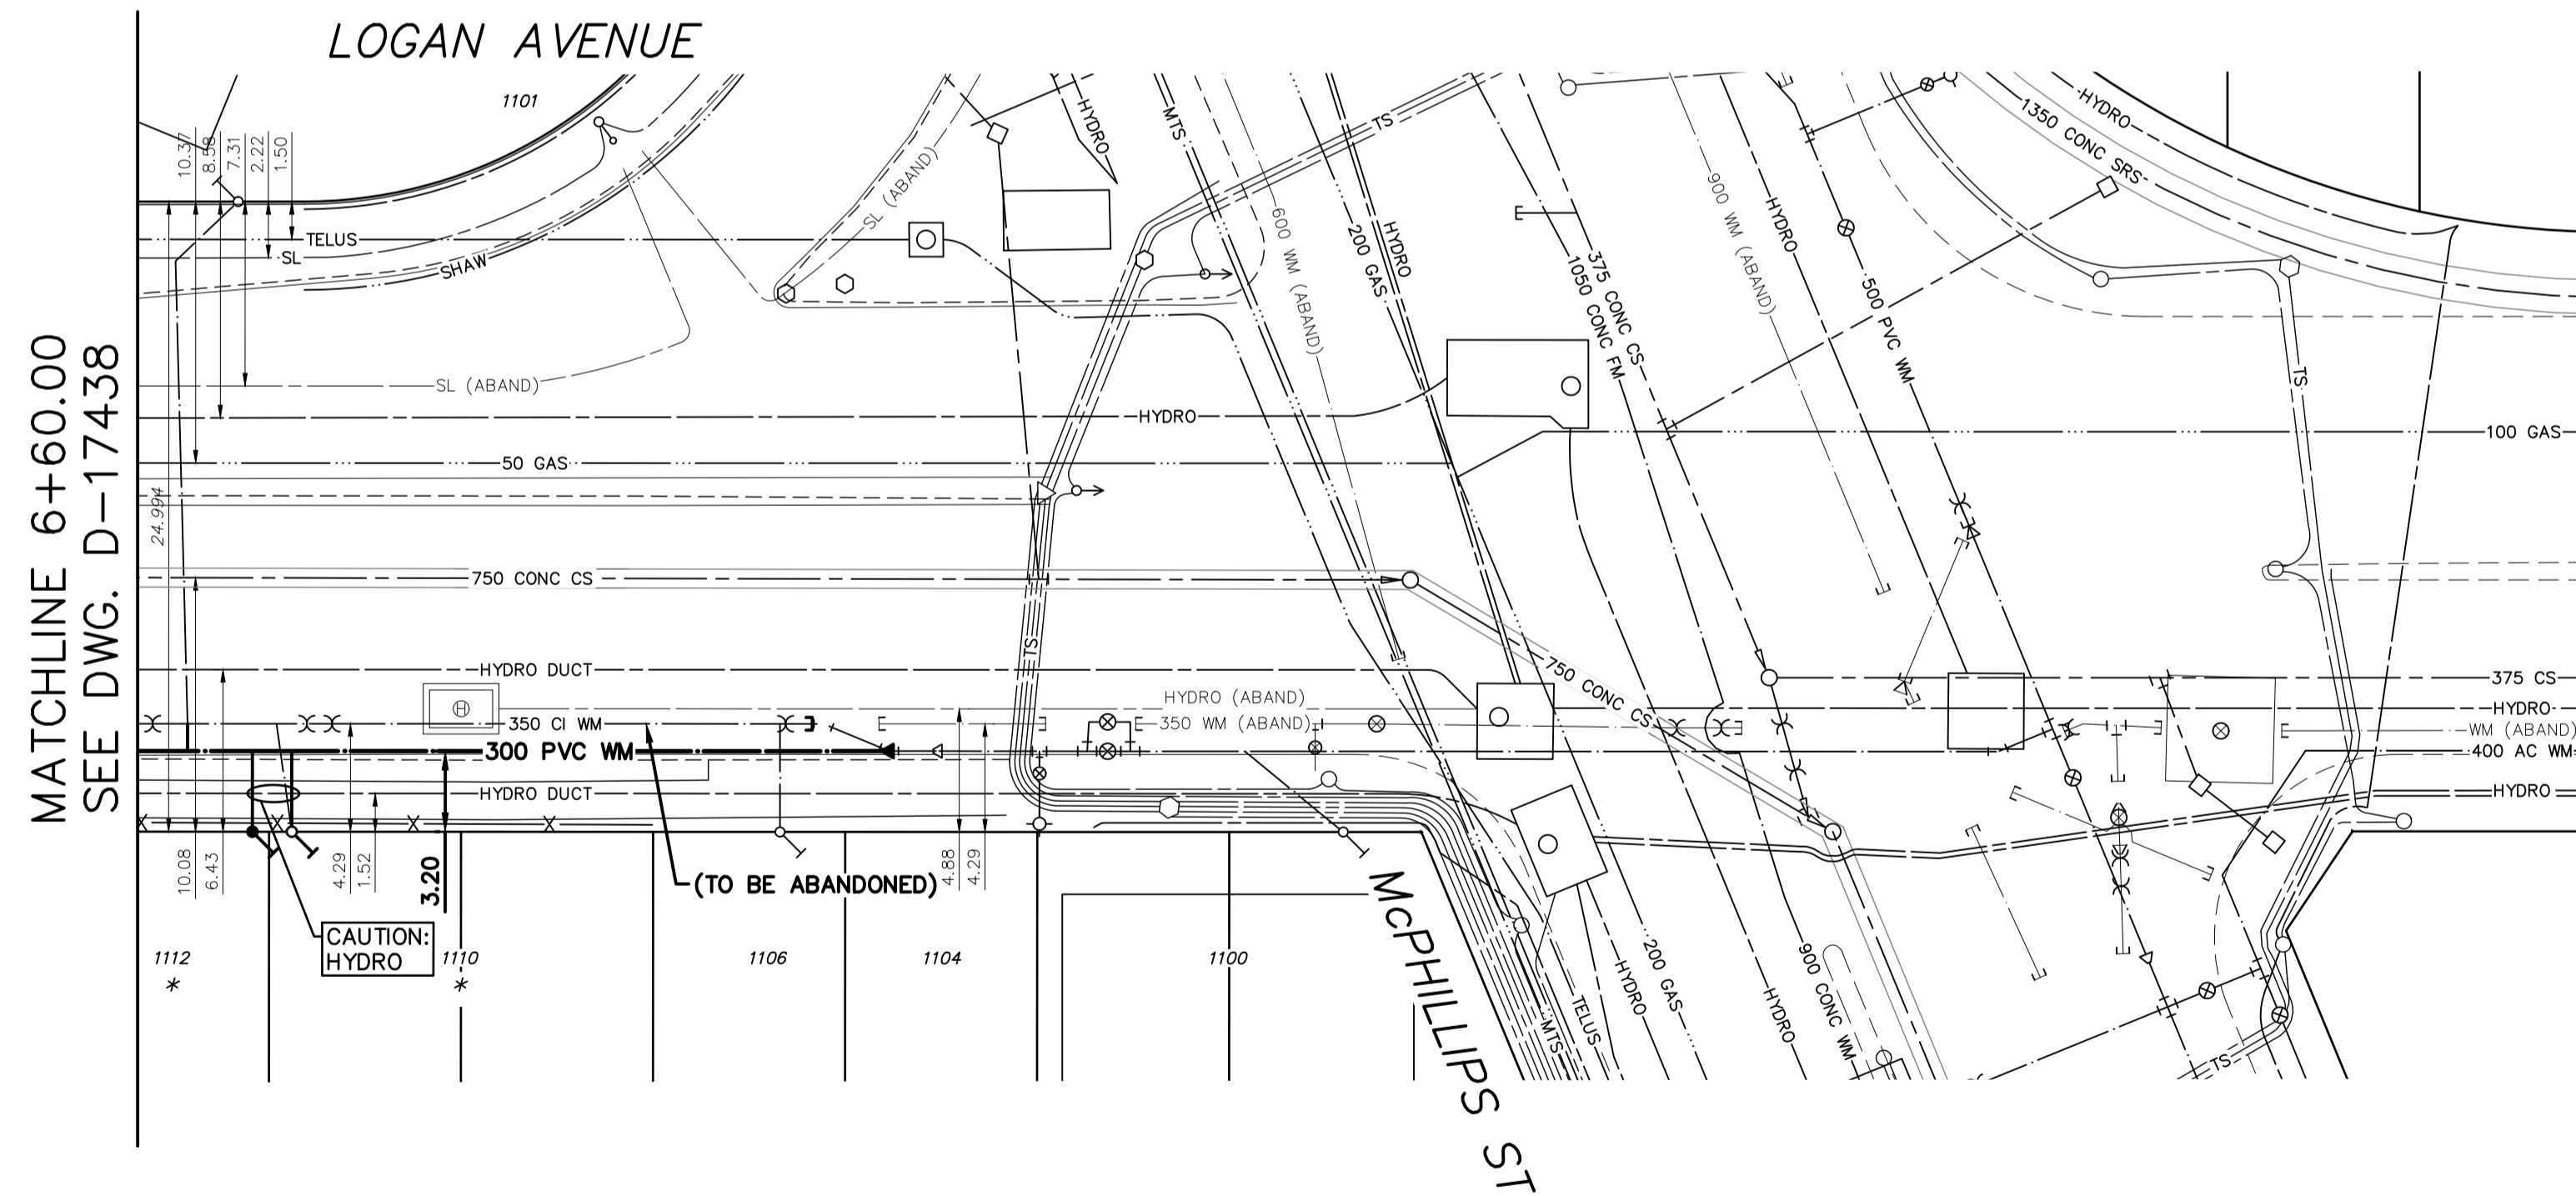 LOGAN AVENUE
1101
10.37
8.58
7.31
2.22
1.50
TELUS
SL
SHAW
SL (ABAND)
HYDRO
MTS
TS
600 WM (ABAND)
200 GAS
HYDRO
375 CONC CS
1050 CONC FM
900 WM (ABAND)
HYDRO
500 PVC WM
1350 CONC SRS
HYDRO
TS
MATCHLINE 6+60.00
SEE DWG. D-17438
24.994
SL (ABAND)
HYDRO
100 GAS
50 GAS
750 CONC CS
TS
HYDRO DUCT
750 CONC CS
375 CS
HYDRO (ABAND)
HYDRO
H
350 CI WM
350 WM (ABAND)
WM (ABAND)
300 PVC WM
400 AC WM
HYDRO DUCT
HYDRO
10.08
6.43
4.29
1.52
3.20
(TO BE ABANDONED)
4.88
4.29
CAUTION:
HYDRO
1112
*
1110
*
1106
1104
1100
McPHILLIPS ST
MTS
TELUS
HYDRO
200 GAS
HYDRO
900 CONC WM
TS